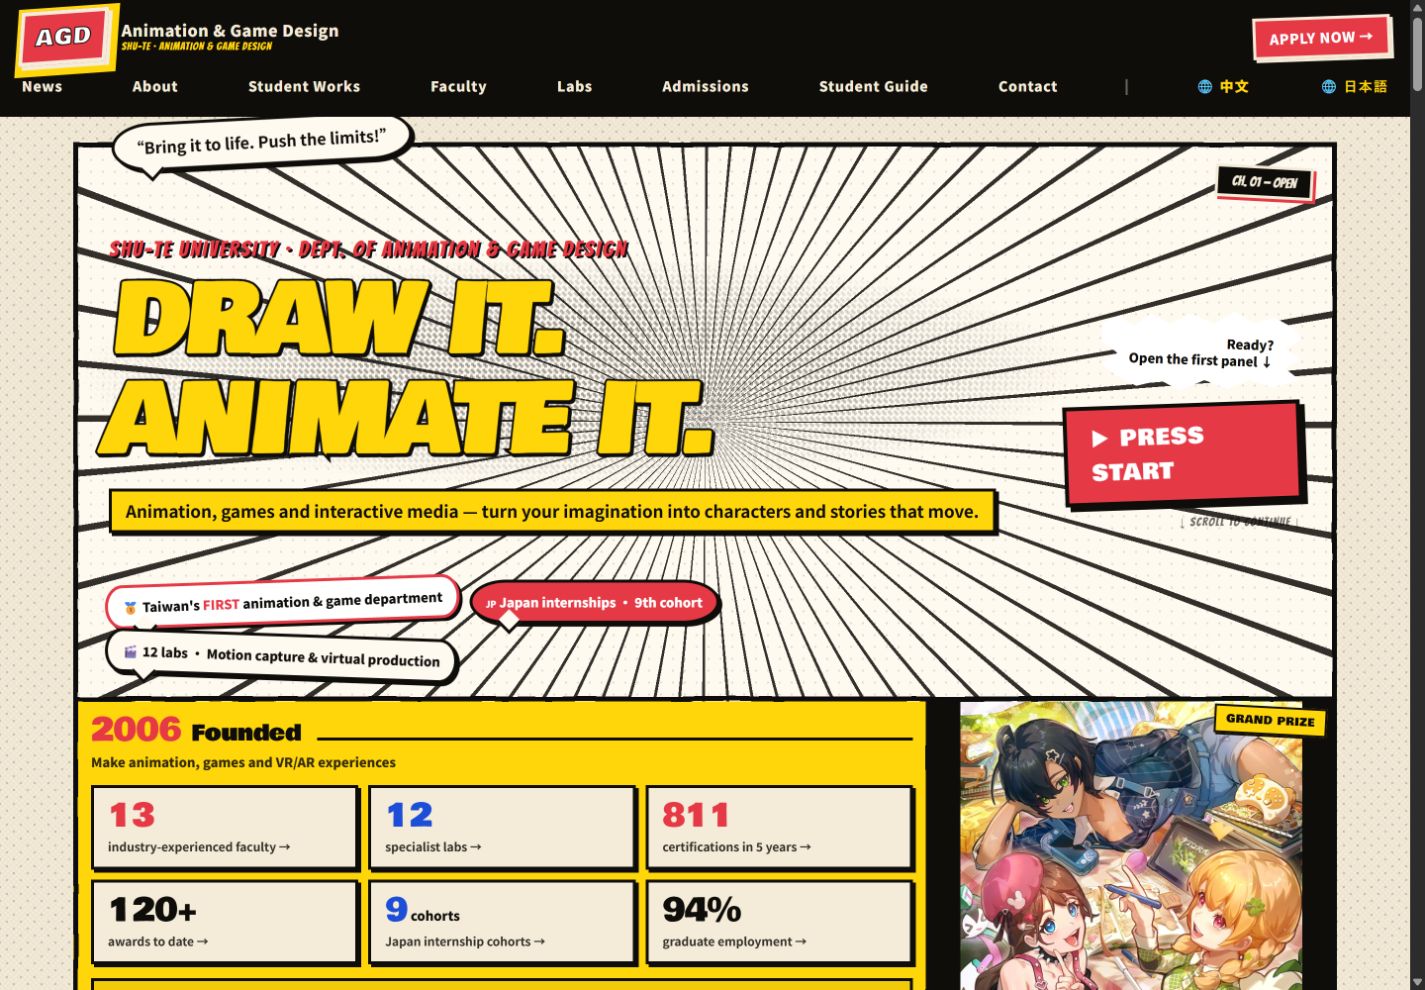 AGD
Animation & Game Design
SHU-TE · ANIMATION & GAME DESIGN
APPLY NOW →
News
About
Student Works
Faculty
Labs
Admissions
Student Guide
Contact
|
中文
日本語
“Bring it to life. Push the limits!”
CH. 01 — OPEN
SHU-TE UNIVERSITY · DEPT. OF ANIMATION & GAME DESIGN
DRAW IT.
ANIMATE IT.
Ready?
Open the first panel ↓
▶ PRESS
START
↓ SCROLL TO CONTINUE ↓
Animation, games and interactive media — turn your imagination into characters and stories that move.
Taiwan's FIRST animation & game department
JP Japan internships・9th cohort
12 labs・Motion capture & virtual production
2006 Founded
Make animation, games and VR/AR experiences
GRAND PRIZE
13
industry-experienced faculty →
12
specialist labs →
811
certifications in 5 years →
120+
awards to date →
9 cohorts
Japan internship cohorts →
94%
graduate employment →